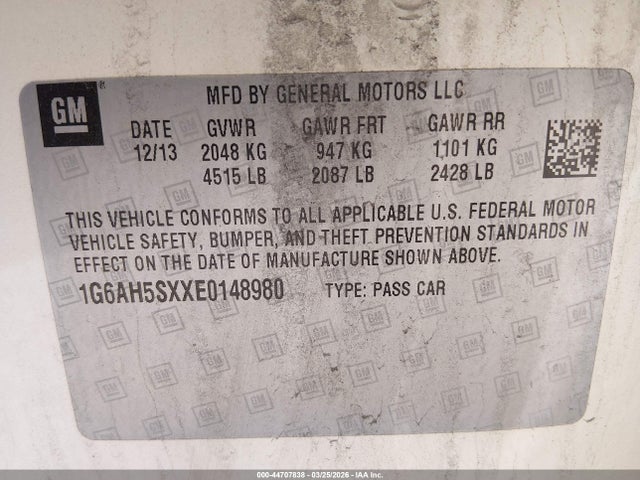 GM
MFD BY GENERAL MOTORS LLC
DATE GVWR GAWR FRT GAWR RR
12/13 2048 KG 947 KG 1101 KG
4515 LB 2087 LB 2428 LB
THIS VEHICLE CONFORMS TO ALL APPLICABLE U.S. FEDERAL MOTOR
VEHICLE SAFETY, BUMPER, AND THEFT PREVENTION STANDARDS IN
EFFECT ON THE DATE OF MANUFACTURE SHOWN ABOVE.
1G6AH5SXXE0148980 TYPE: PASS CAR
000-44707838 - 03/25/2026 - IAA Inc.